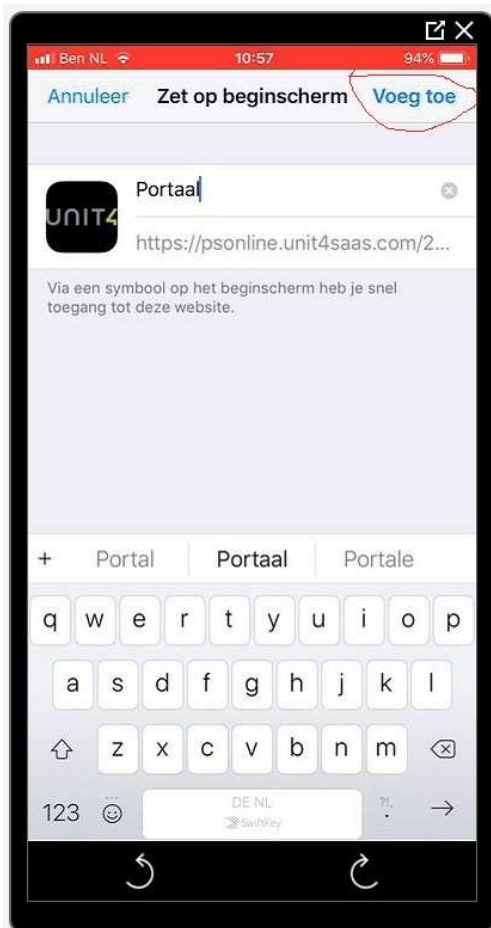 Ben NL 10:57 94%
Annuleer Zet op beginscherm Voeg toe
UNIT4
Portaal
https://psonline.unit4saas.com/2...
Via een symbool op het beginscherm heb je snel
toegang tot deze website.
+ Portal Portaal Portale
q w e r t y u i o p
a s d f g h j k l
z x c v b n m
123 DE NL ?!, .
SwiftKey